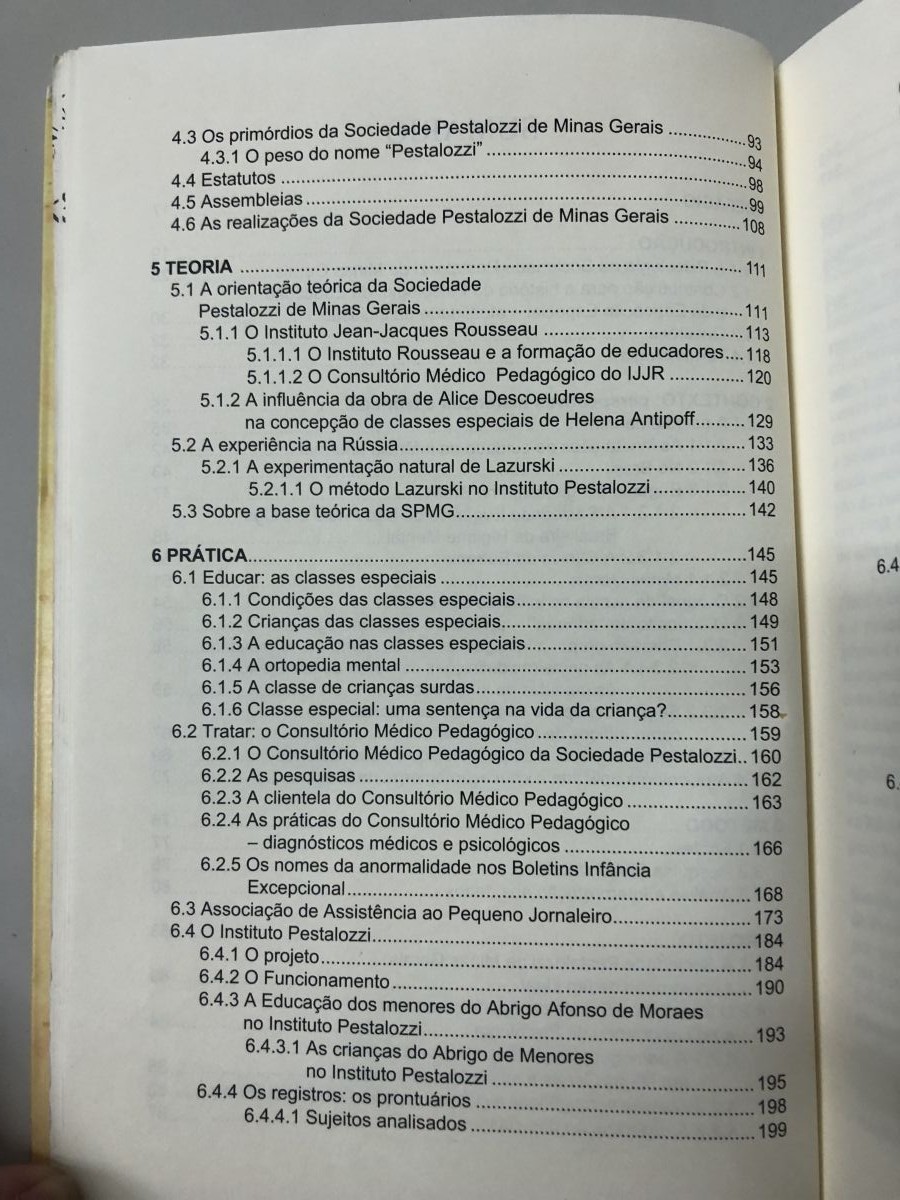 4.3 Os primórdios da Sociedade Pestalozzi de Minas Gerais ..................93
4.3.1 O peso do nome “Pestalozzi” ..................94
4.4 Estatutos ..................98
4.5 Assembleias ..................99
4.6 As realizações da Sociedade Pestalozzi de Minas Gerais ..................108
5 TEORIA ..................111
5.1 A orientação teórica da Sociedade
Pestalozzi de Minas Gerais ..................111
5.1.1 O Instituto Jean-Jacques Rousseau ..................113
5.1.1.1 O Instituto Rousseau e a formação de educadores....118
5.1.1.2 O Consultório Médico Pedagógico do IJJR ..................120
5.1.2 A influência da obra de Alice Descoeudres
na concepção de classes especiais de Helena Antipoff..........129
5.2 A experiência na Rússia..................133
5.2.1 A experimentação natural de Lazurski ..................136
5.2.1.1 O método Lazurski no Instituto Pestalozzi..................140
5.3 Sobre a base teórica da SPMG..................142
6 PRÁTICA..................145
6.1 Educar: as classes especiais ..................145
6.1.1 Condições das classes especiais..................148
6.1.2 Crianças das classes especiais..................149
6.1.3 A educação nas classes especiais..................151
6.1.4 A ortopedia mental ..................153
6.1.5 A classe de crianças surdas..................156
6.1.6 Classe especial: uma sentença na vida da criança?..................158
6.2 Tratar: o Consultório Médico Pedagógico ..................159
6.2.1 O Consultório Médico Pedagógico da Sociedade Pestalozzi..160
6.2.2 As pesquisas ..................162
6.2.3 A clientela do Consultório Médico Pedagógico ..................163
6.2.4 As práticas do Consultório Médico Pedagógico
– diagnósticos médicos e psicológicos ..................166
6.2.5 Os nomes da anormalidade nos Boletins Infância
Excepcional..................168
6.3 Associação de Assistência ao Pequeno Jornaleiro..................173
6.4 O Instituto Pestalozzi..................184
6.4.1 O projeto..................184
6.4.2 O Funcionamento..................190
6.4.3 A Educação dos menores do Abrigo Afonso de Moraes
no Instituto Pestalozzi..................193
6.4.3.1 As crianças do Abrigo de Menores
no Instituto Pestalozzi ..................195
6.4.4 Os registros: os prontuários ..................198
6.4.4.1 Sujeitos analisados ..................199